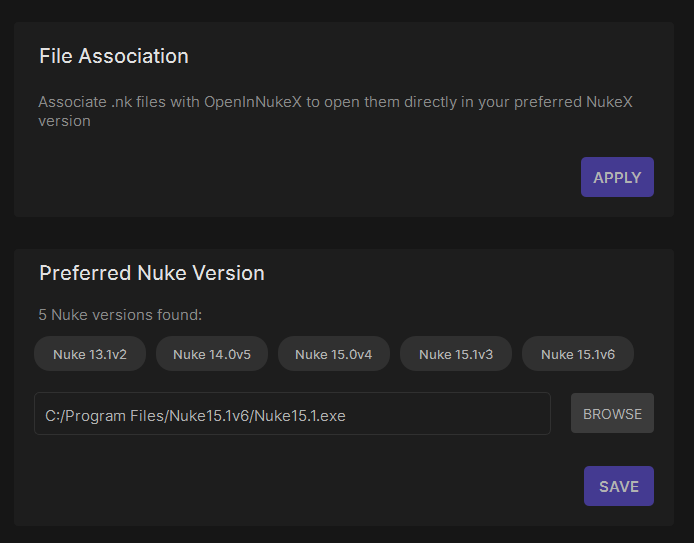 File Association
Associate .nk files with OpenInNukeX to open them directly in your preferred NukeX
version
APPLY
Preferred Nuke Version
5 Nuke versions found:
Nuke 13.1v2 Nuke 14.0v5 Nuke 15.0v4 Nuke 15.1v3 Nuke 15.1v6
C:/Program Files/Nuke15.1v6/Nuke15.1.exe BROWSE
SAVE